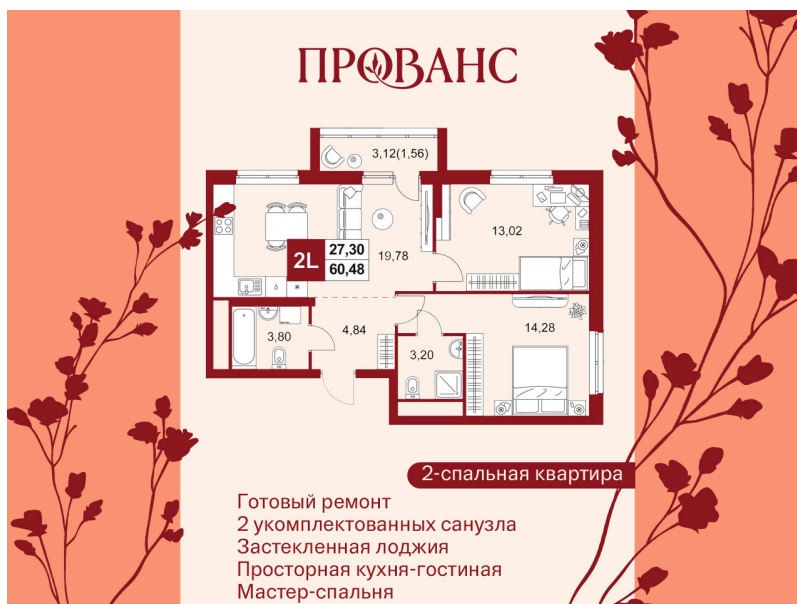 ПРОВАНС
3,12(1,56)
13,02
27,30
2L
60,48
19,78
4,84
3,80
3,20
14,28
2-спальная квартира
Готовый ремонт
2 укомплектованных санузла
Застекленная лоджия
Просторная кухня-гостиная
Мастер-спальня